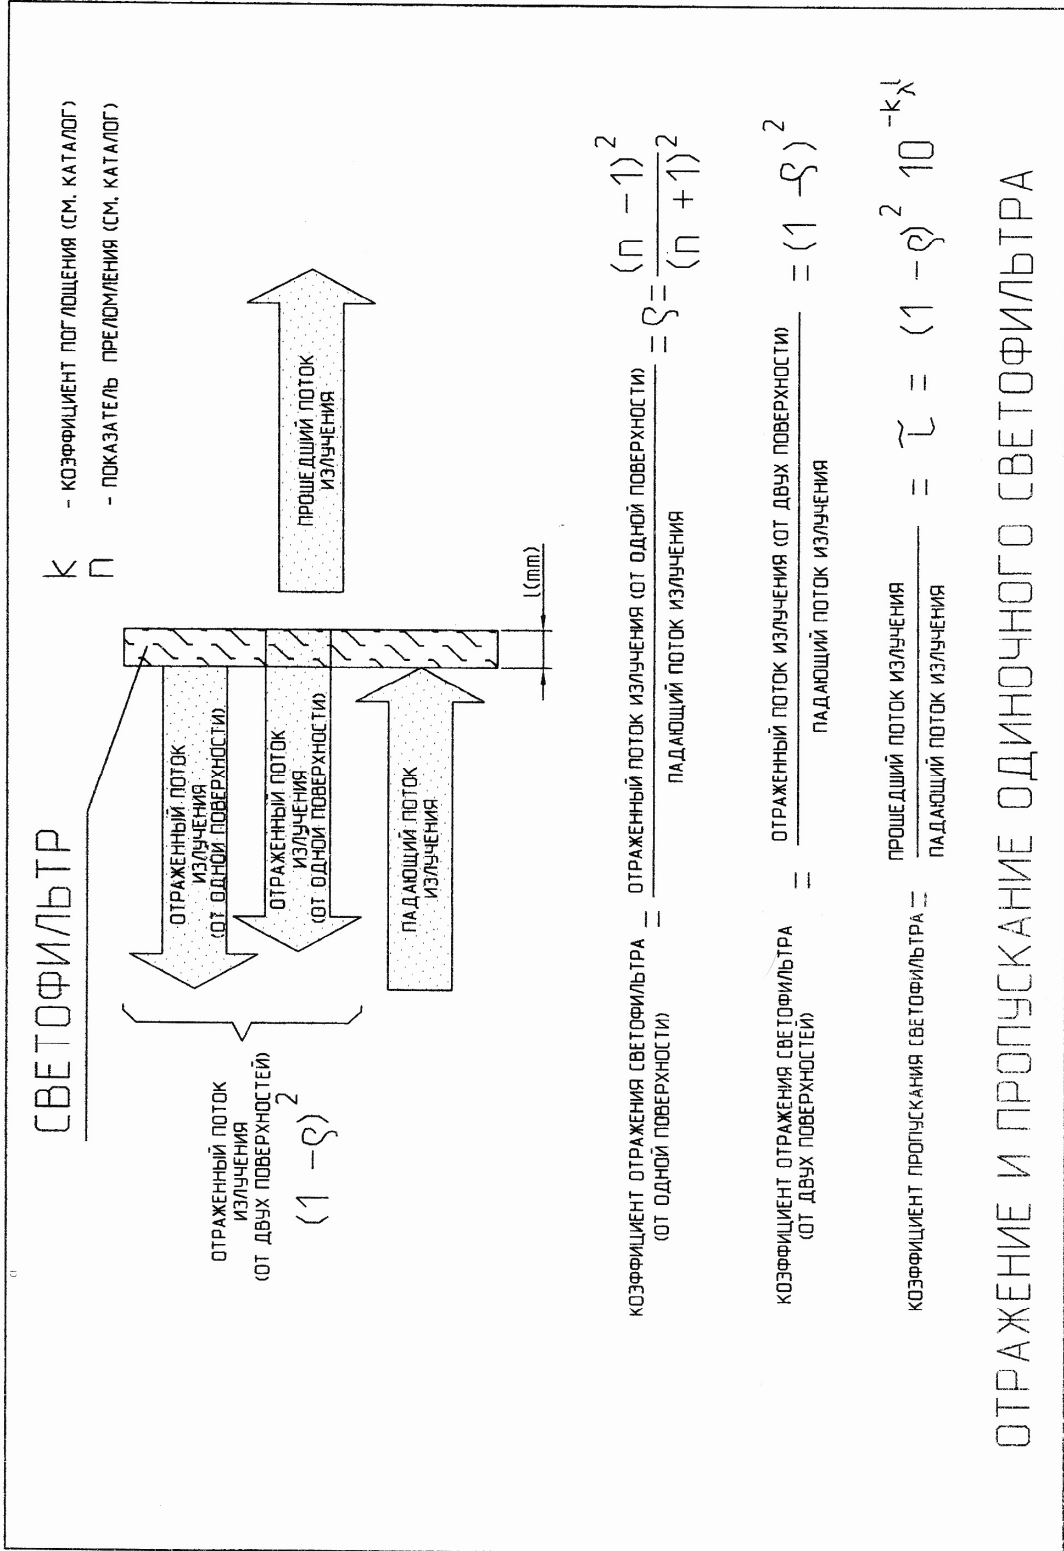 СВЕТОФИЛЬТР
k - КОЭФФИЦИЕНТ ПОГЛОЩЕНИЯ (СМ. КАТАЛОГ)
n - ПОКАЗАТЕЛЬ ПРЕЛОМЛЕНИЯ (СМ. КАТАЛОГ)
ОТРАЖЕННЫЙ ПОТОК
ИЗЛУЧЕНИЯ
(ОТ ОДНОЙ ПОВЕРХНОСТИ)
ОТРАЖЕННЫЙ ПОТОК
ИЗЛУЧЕНИЯ
(ОТ ДВУХ ПОВЕРХНОСТЕЙ)
(1 - ρ)²
ОТРАЖЕННЫЙ ПОТОК
ИЗЛУЧЕНИЯ
(ОТ ОДНОЙ ПОВЕРХНОСТИ)
ПРОШЕДШИЙ ПОТОК
ИЗЛУЧЕНИЯ
ПАДАЮЩИЙ ПОТОК
ИЗЛУЧЕНИЯ
l(mm)
КОЭФФИЦИЕНТ ОТРАЖЕНИЯ СВЕТОФИЛЬТРА
(ОТ ОДНОЙ ПОВЕРХНОСТИ)
=
ОТРАЖЕННЫЙ ПОТОК ИЗЛУЧЕНИЯ (ОТ ОДНОЙ ПОВЕРХНОСТИ)
ПАДАЮЩИЙ ПОТОК ИЗЛУЧЕНИЯ
= ρ =
(n - 1)²
(n + 1)²
КОЭФФИЦИЕНТ ОТРАЖЕНИЯ СВЕТОФИЛЬТРА
(ОТ ДВУХ ПОВЕРХНОСТЕЙ)
=
ОТРАЖЕННЫЙ ПОТОК ИЗЛУЧЕНИЯ (ОТ ДВУХ ПОВЕРХНОСТИ)
ПАДАЮЩИЙ ПОТОК ИЗЛУЧЕНИЯ
= (1 - ρ)²
КОЭФФИЦИЕНТ ПРОПУСКАНИЯ СВЕТОФИЛЬТРА =
ПРОШЕДШИЙ ПОТОК ИЗЛУЧЕНИЯ
ПАДАЮЩИЙ ПОТОК ИЗЛУЧЕНИЯ
= τ = (1 - ρ)² 10^(-k_λ l)
ОТРАЖЕНИЕ И ПРОПУСКАНИЕ ОДИНОЧНОГО СВЕТОФИЛЬТРА